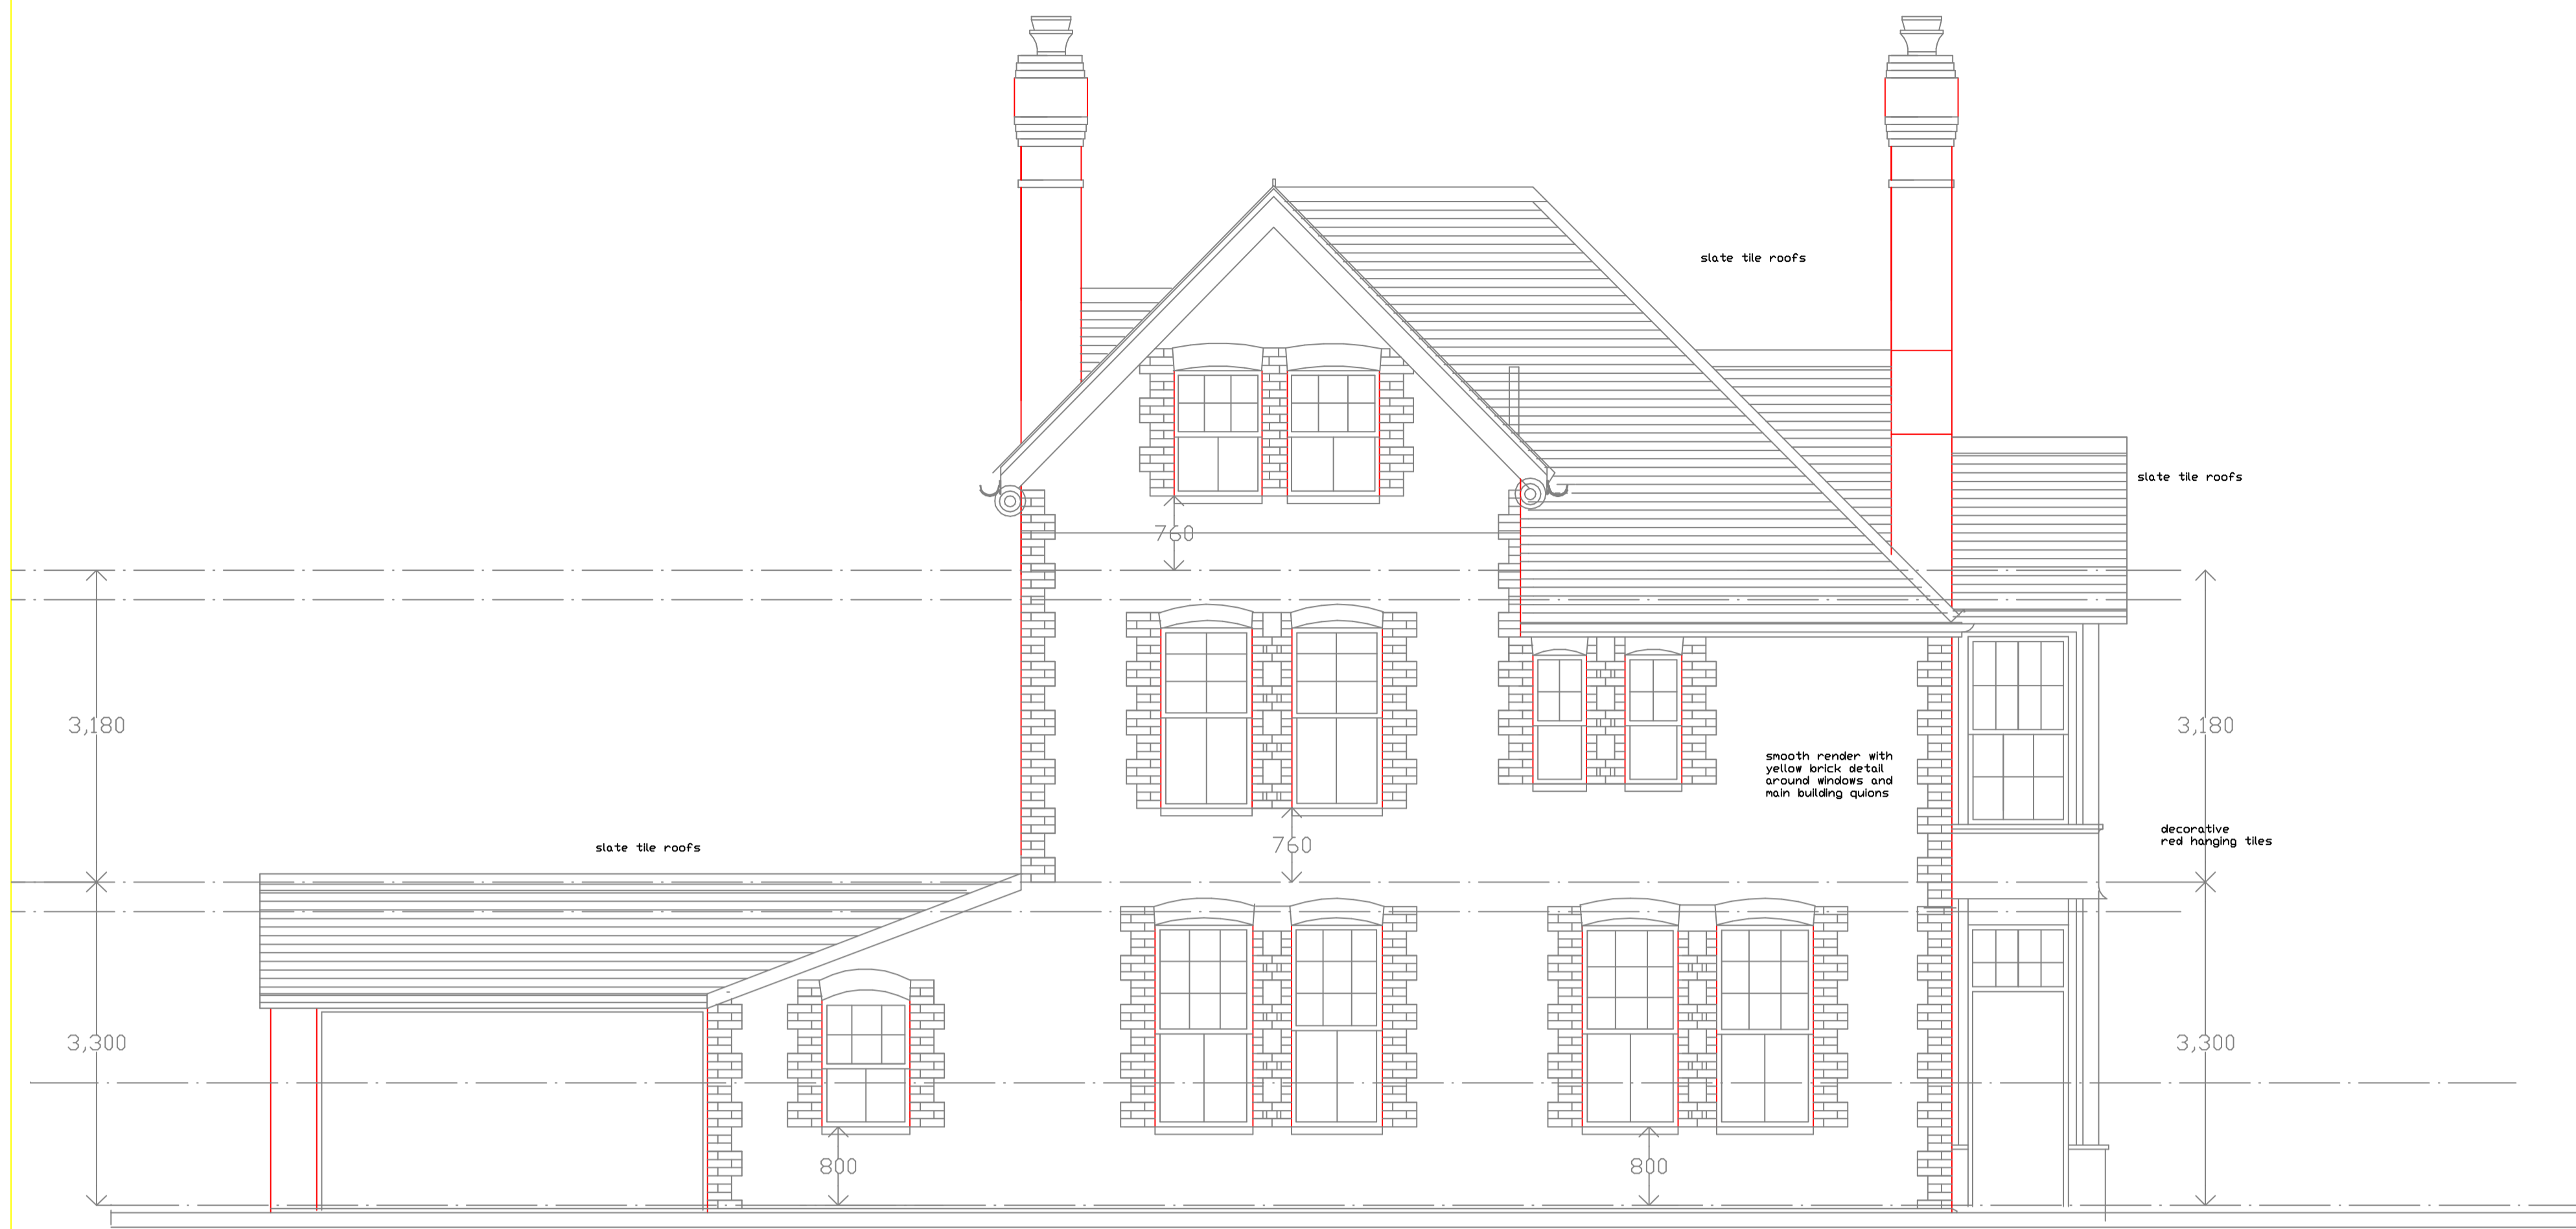 slate tile roofs
slate tile roofs
760
3,180
3,180
smooth render with
yellow brick detail
around windows and
main building quions
decorative
red hanging tiles
760
slate tile roofs
3,300
3,300
800
800